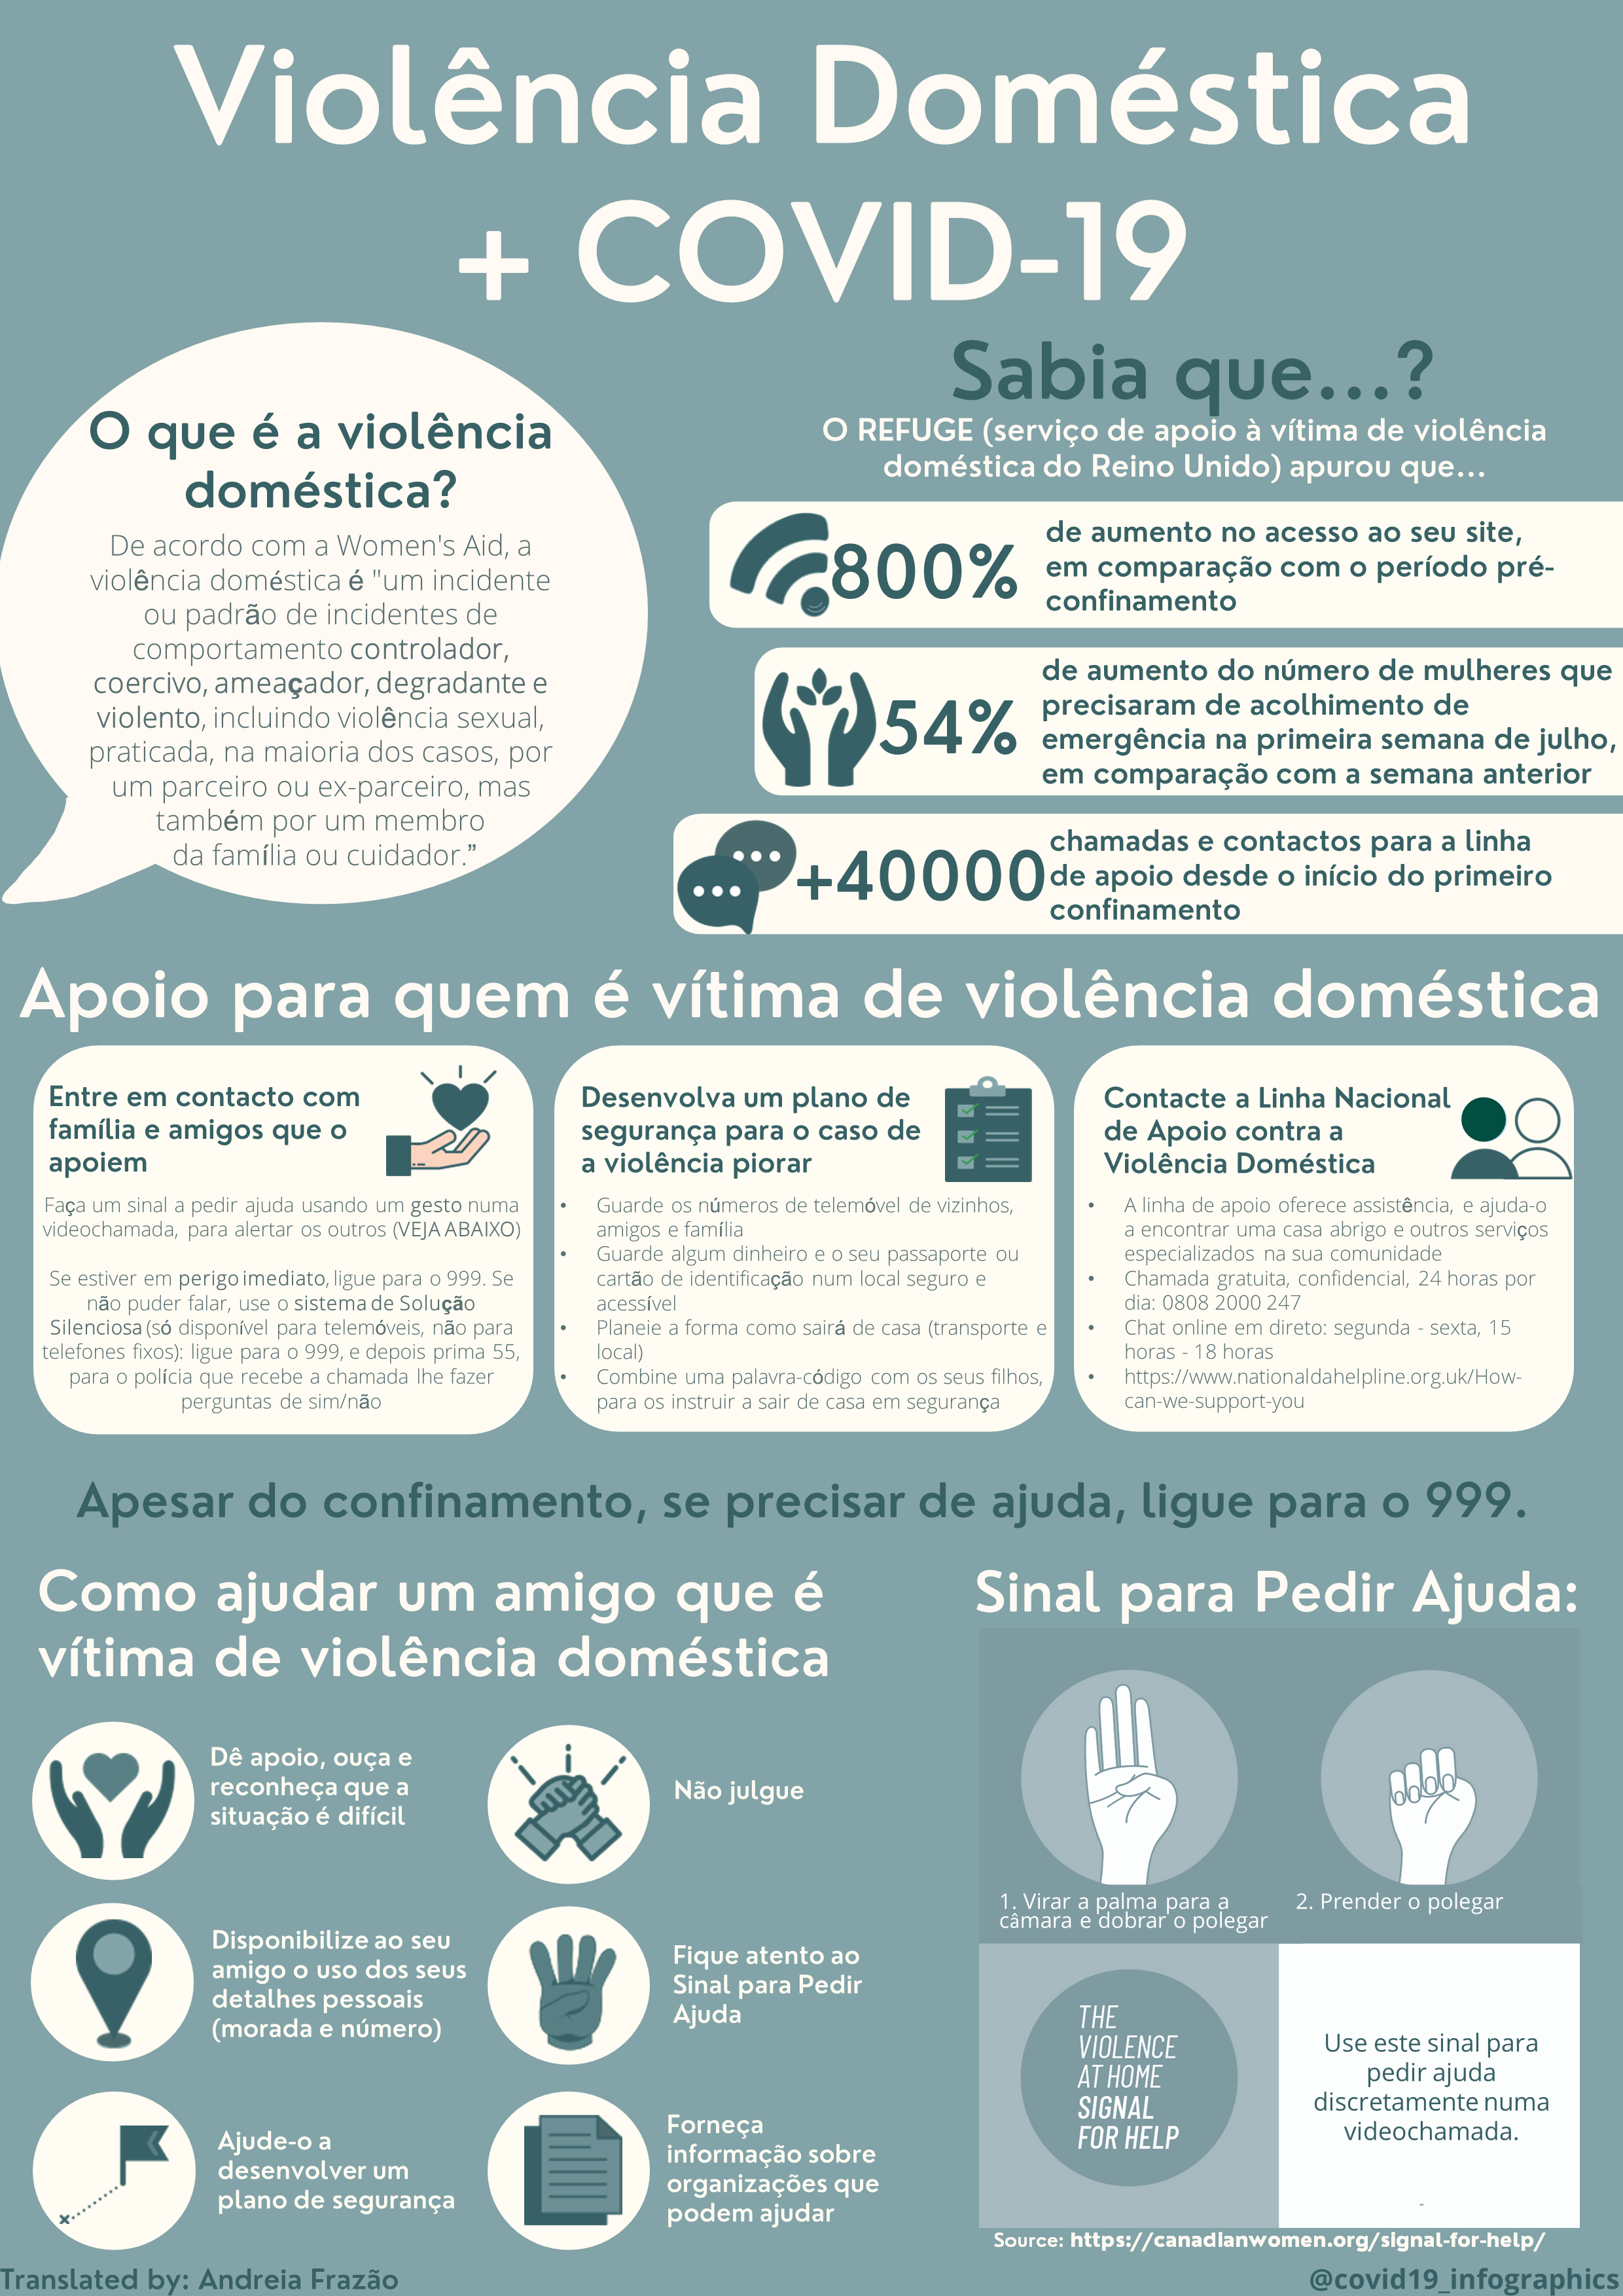 Violência Doméstica
+ COVID-19
O que é a violência
doméstica?
De acordo com a Women's Aid, a
violência doméstica é "um incidente
ou padrão de incidentes de
comportamento controlador,
coercivo, ameaçador, degradante e
violento, incluindo violência sexual,
praticada, na maioria dos casos, por
um parceiro ou ex-parceiro, mas
também por um membro
da família ou cuidador.”
Sabia que...?
O REFUGE (serviço de apoio à vítima de violência
doméstica do Reino Unido) apurou que...
800%
de aumento no acesso ao seu site,
em comparação com o período pré-
confinamento
54%
de aumento do número de mulheres que
precisaram de acolhimento de
emergência na primeira semana de julho,
em comparação com a semana anterior
+40000
chamadas e contactos para a linha
de apoio desde o início do primeiro
confinamento
Apoio para quem é vítima de violência doméstica
Entre em contacto com
família e amigos que o
apoiem
Faça um sinal a pedir ajuda usando um gesto numa
videochamada, para alertar os outros (VEJA ABAIXO)
Se estiver em perigo imediato, ligue para o 999. Se
não puder falar, use o sistema de Solução
Silenciosa (só disponível para telemóveis, não para
telefones fixos): ligue para o 999, e depois prima 55,
para o polícia que recebe a chamada lhe fazer
perguntas de sim/não
Desenvolva um plano de
segurança para o caso de
a violência piorar
• Guarde os números de telemóvel de vizinhos,
amigos e família
• Guarde algum dinheiro e o seu passaporte ou
cartão de identificação num local seguro e
acessível
• Planeie a forma como sairá de casa (transporte e
local)
• Combine uma palavra-código com os seus filhos,
para os instruir a sair de casa em segurança
Contacte a Linha Nacional
de Apoio contra a
Violência Doméstica
• A linha de apoio oferece assistência, e ajuda-o
a encontrar uma casa abrigo e outros serviços
especializados na sua comunidade
• Chamada gratuita, confidencial, 24 horas por
dia: 0808 2000 247
• Chat online em direto: segunda - sexta, 15
horas - 18 horas
• https://www.nationaldahelpline.org.uk/How-
can-we-support-you
Apesar do confinamento, se precisar de ajuda, ligue para o 999.
Como ajudar um amigo que é
vítima de violência doméstica
Dê apoio, ouça e
reconheça que a
situação é difícil
Não julgue
Disponibilize ao seu
amigo o uso dos seus
detalhes pessoais
(morada e número)
Fique atento ao
Sinal para Pedir
Ajuda
Ajude-o a
desenvolver um
plano de segurança
Forneça
informação sobre
organizações que
podem ajudar
Sinal para Pedir Ajuda:
1. Virar a palma para a
câmara e dobrar o polegar
2. Prender o polegar
THE
VIOLENCE
AT HOME
SIGNAL
FOR HELP
Use este sinal para
pedir ajuda
discretamente numa
videochamada.
-
Source: https://canadianwomen.org/signal-for-help/
Translated by: Andreia Frazão
@covid19_infographics